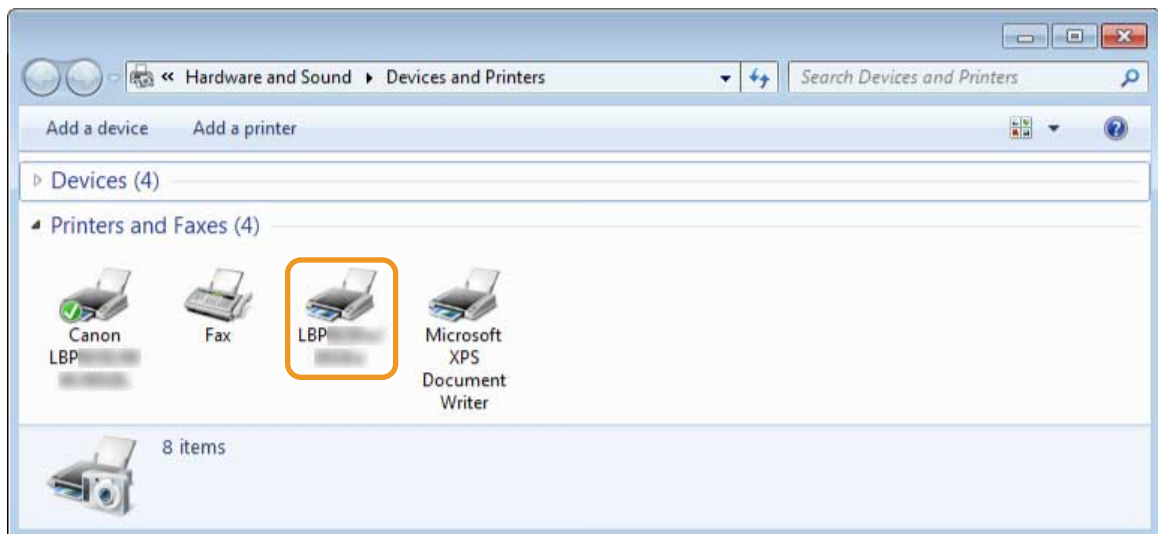 « Hardware and Sound ▸ Devices and Printers
Search Devices and Printers
Add a device Add a printer
Devices (4)
Printers and Faxes (4)
Canon
LBP
Fax
LBP
Microsoft
XPS
Document
Writer
8 items